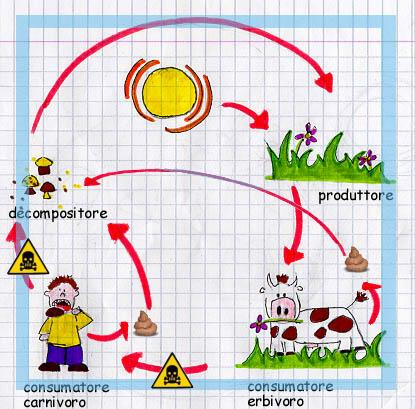 produttore
decompositore
consumatore
carnivoro
consumatore
erbivoro